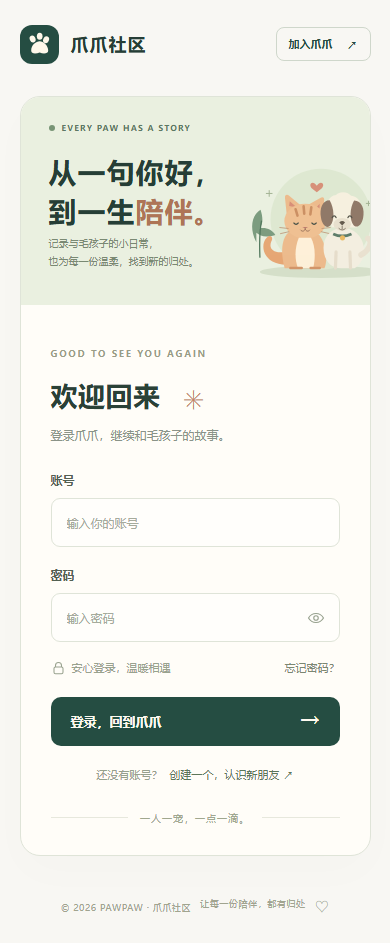 爪爪社区
加入爪爪 ↗
EVERY PAW HAS A STORY
从一句你好，
到一生陪伴。
记录与毛孩子的小日常，
也为每一份温柔，找到新的归处。
GOOD TO SEE YOU AGAIN
欢迎回来
登录爪爪，继续和毛孩子的故事。
账号
输入你的账号
密码
输入密码
安心登录，温暖相遇 忘记密码?
登录，回到爪爪 →
还没有账号? 创建一个，认识新朋友 ↗
一人一宠，一点一滴。
© 2026 PAWPAW · 爪爪社区 让每一份陪伴，都有归处 ♡